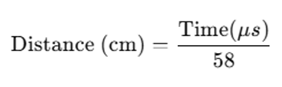 Distance (cm) = Time(μs) / 58